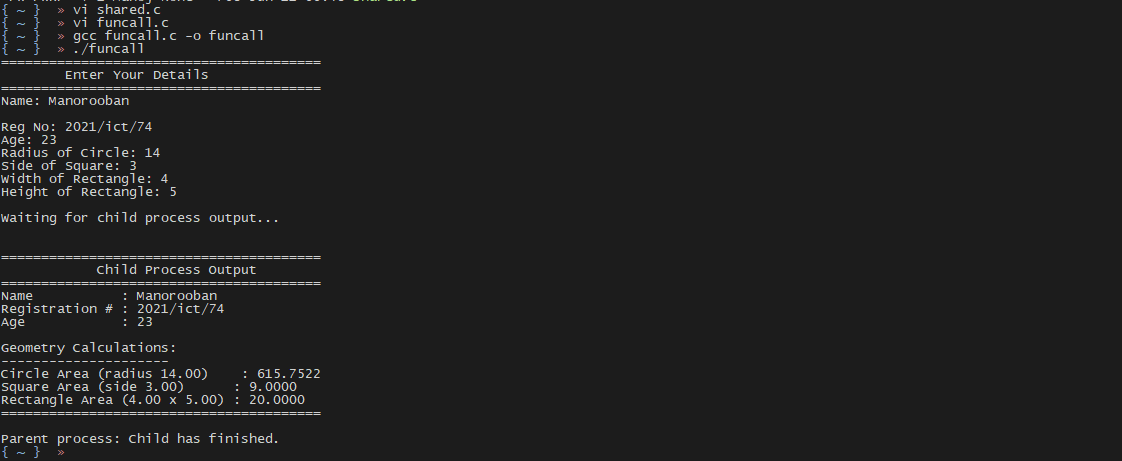 { ~ }  » vi shared.c
{ ~ }  » vi funcall.c
{ ~ }  » gcc funcall.c -o funcall
{ ~ }  » ./funcall
========================================
        Enter Your Details
========================================
Name: Manorooban
Reg No: 2021/ict/74
Age: 23
Radius of Circle: 14
Side of Square: 3
Width of Rectangle: 4
Height of Rectangle: 5
Waiting for child process output...
========================================
            Child Process Output
========================================
Name           : Manorooban
Registration # : 2021/ict/74
Age            : 23
Geometry Calculations:
---------------------
Circle Area (radius 14.00)    : 615.7522
Square Area (side 3.00)      : 9.0000
Rectangle Area (4.00 x 5.00) : 20.0000
========================================
Parent process: Child has finished.
{ ~ }  »